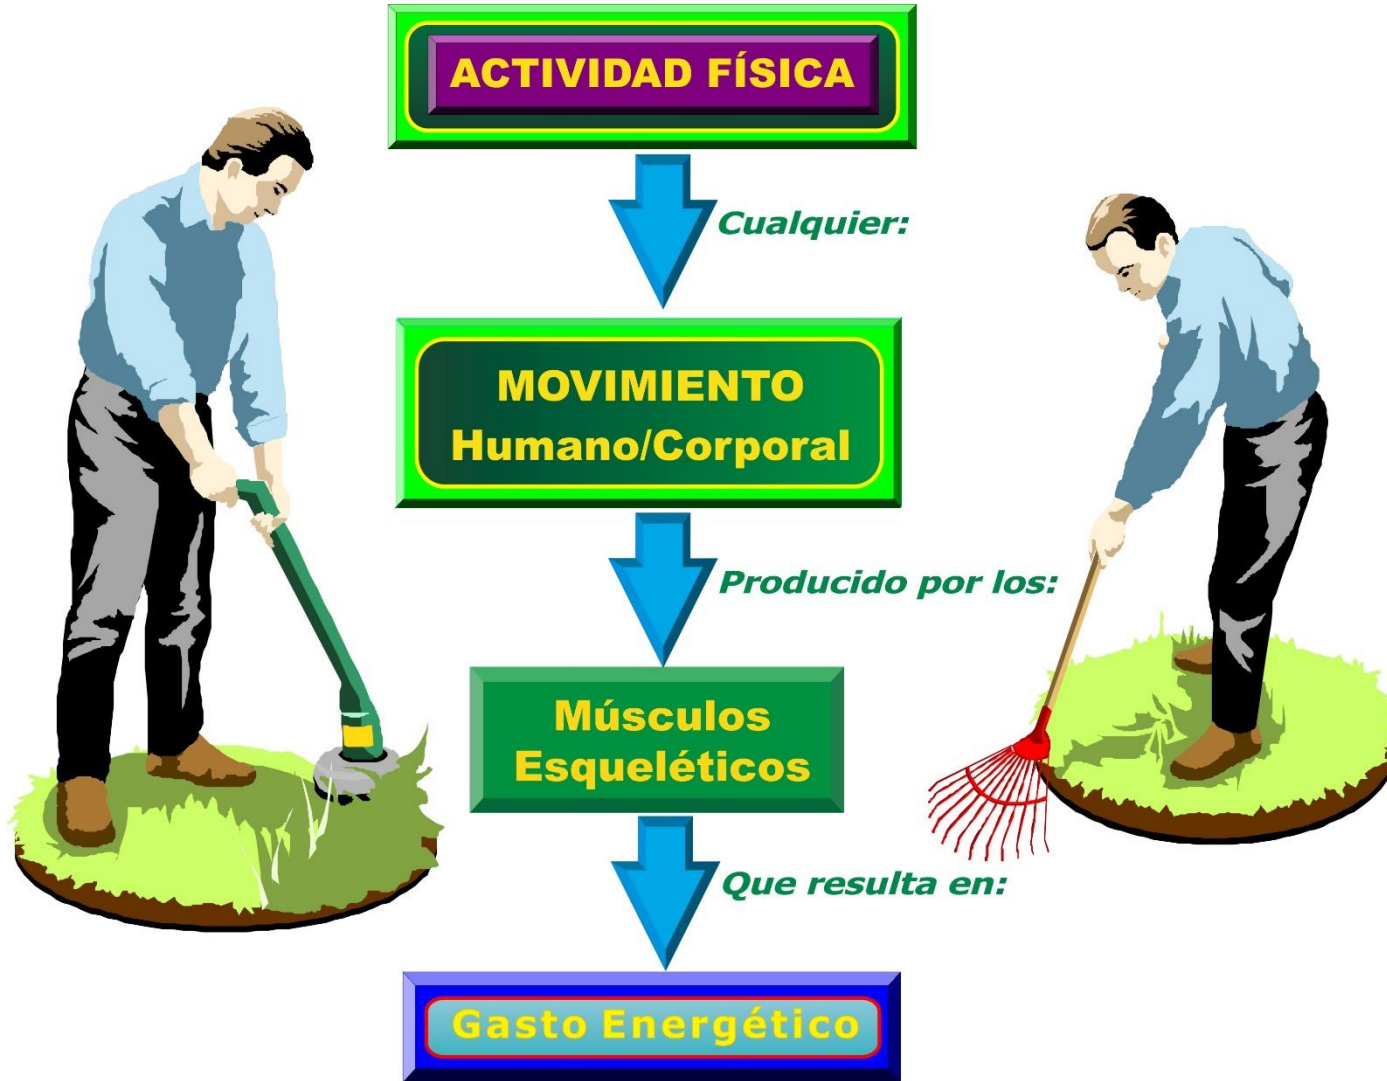 ACTIVIDAD FÍSICA
Cualquier:
MOVIMIENTO
Humano/Corporal
Producido por los:
Músculos
Esqueléticos
Que resulta en:
Gasto Energético